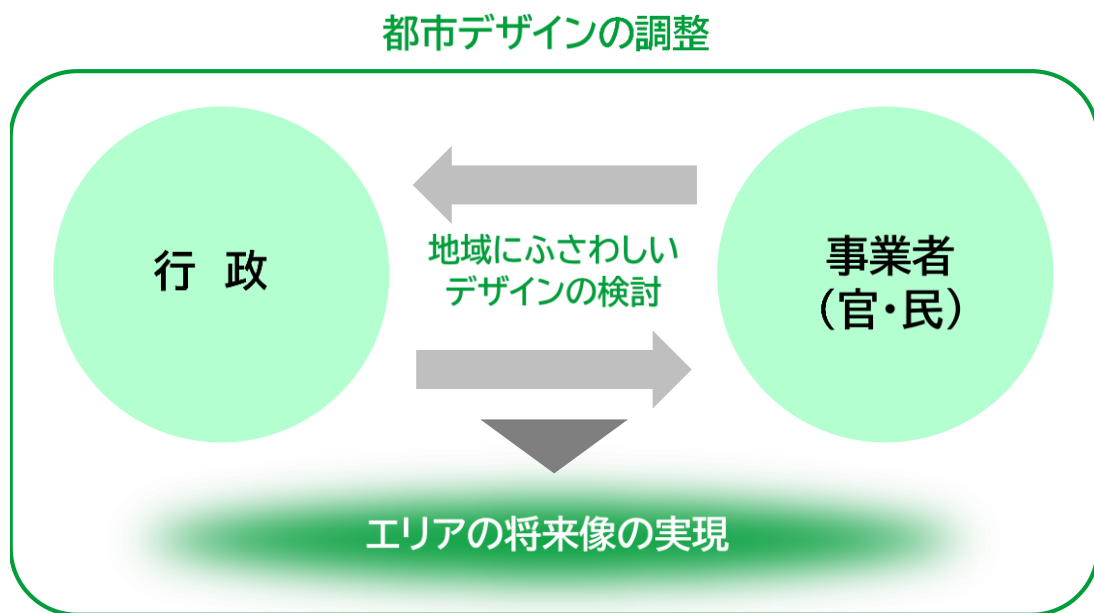 都市デザインの調整
行 政
地域にふさわしい
デザインの検討
事業者
(官・民)
エリアの将来像の実現